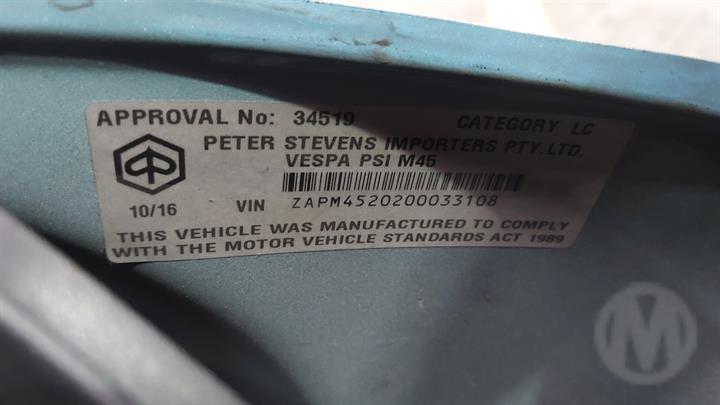 APPROVAL No: 34519 CATEGORY LC
PETER STEVENS IMPORTERS PTY.LTD.
VESPA PSI M45
10/16 VIN ZAPM4520200033108
THIS VEHICLE WAS MANUFACTURED TO COMPLY
WITH THE MOTOR VEHICLE STANDARDS ACT 1989
M